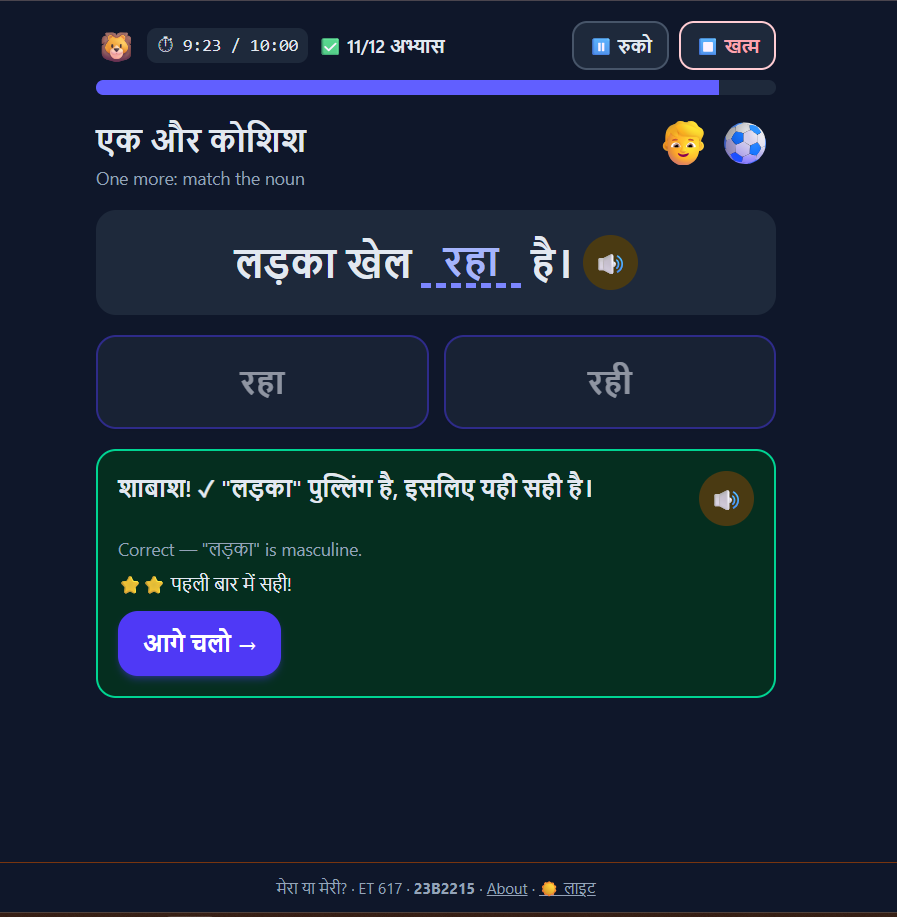 9:23 / 10:00 11/12 अभ्यास रुको खत्म
एक और कोशिश
One more: match the noun
लड़का खेल रहा है।
रहा रही
शाबाश! ✓ "लड़का" पुल्लिंग है, इसलिए यही सही है।
Correct — "लड़का" is masculine.
पहली बार में सही!
आगे चलो →
मेरा या मेरी? · ET 617 · 23B2215 · About · लाइट